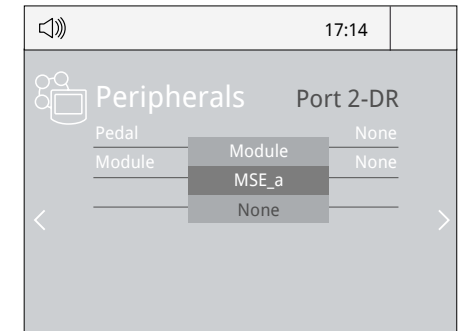 17:14
Peripherals Port 2-DR
Pedal None
Module None
Module
MSE_a
None